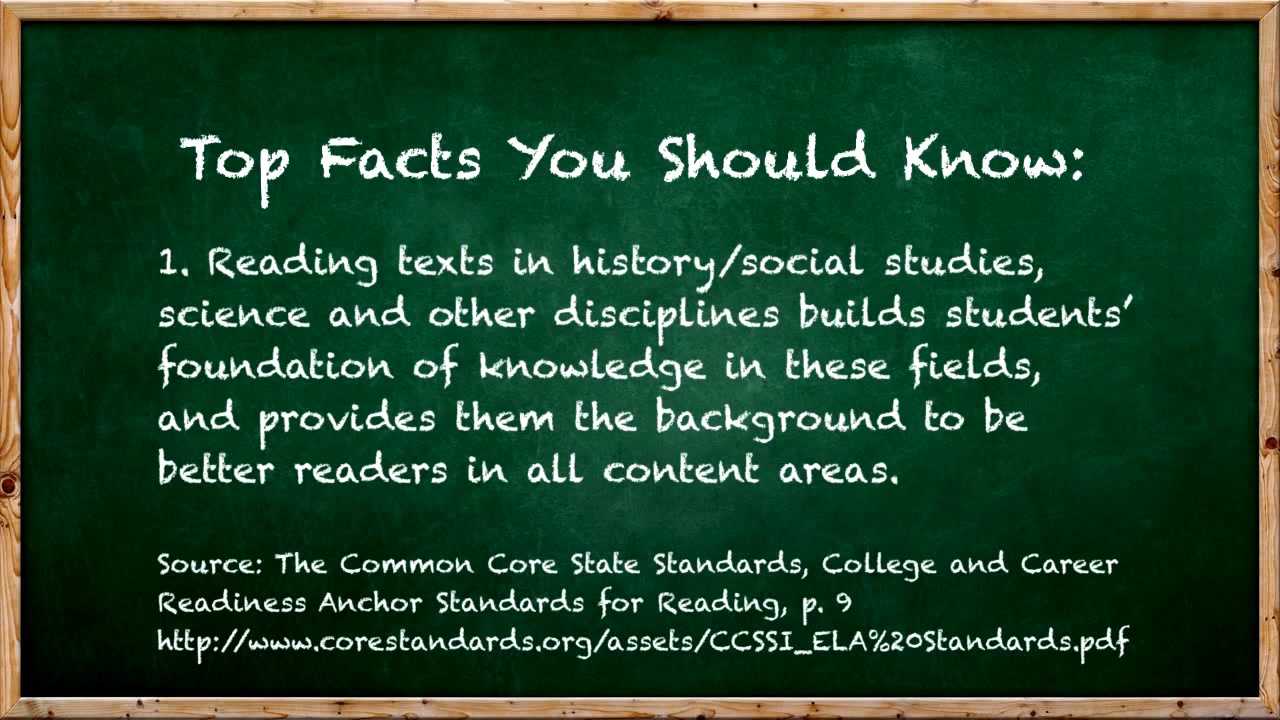 Top Facts You Should Know:
1. Reading texts in history/social studies,
science and other disciplines builds students’
foundation of knowledge in these fields,
and provides them the background to be
better readers in all content areas.
Source: The Common Core State Standards, College and Career
Readiness Anchor Standards for Reading, p. 9
http://www.corestandards.org/assets/CCSSI_ELA%20Standards.pdf